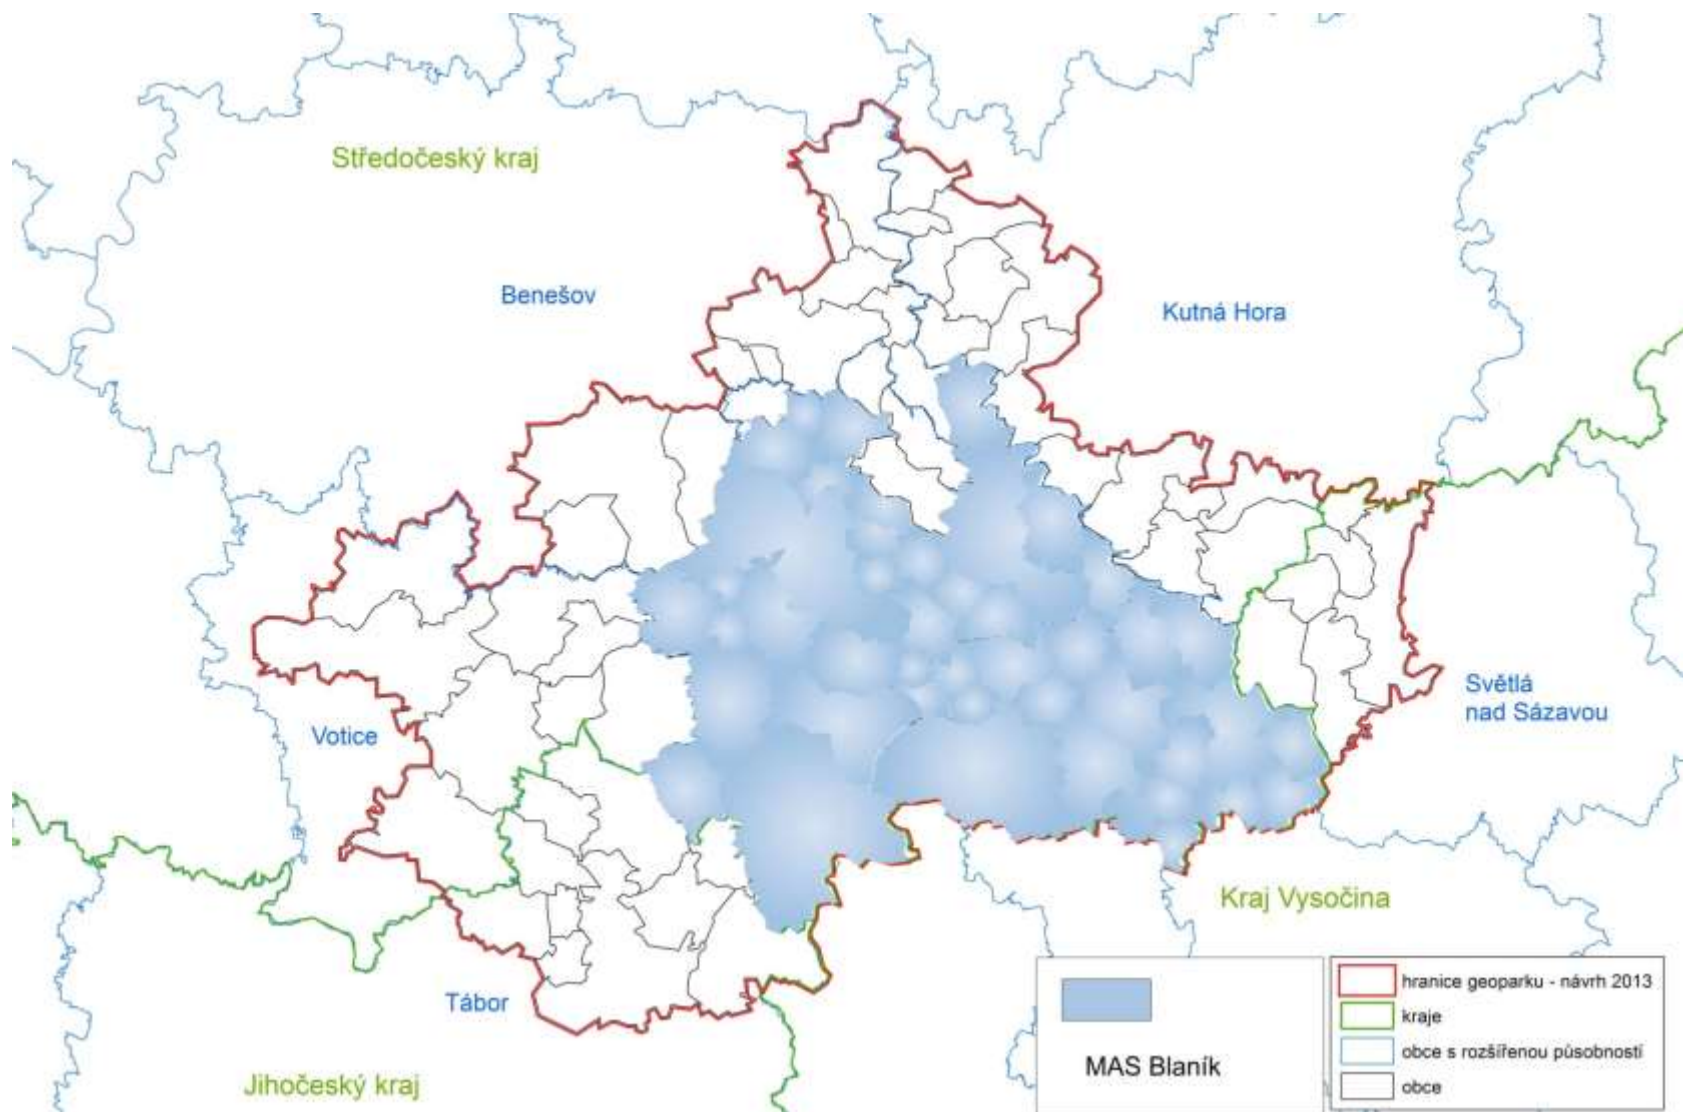 Středočeský kraj
Benešov
Kutná Hora
Světlá
nad Sázavou
Votice
Kraj Vysočina
Tábor
Jihočeský kraj
MAS Blaník
hranice geoparku - návrh 2013
kraje
obce s rozšířenou působností
obce